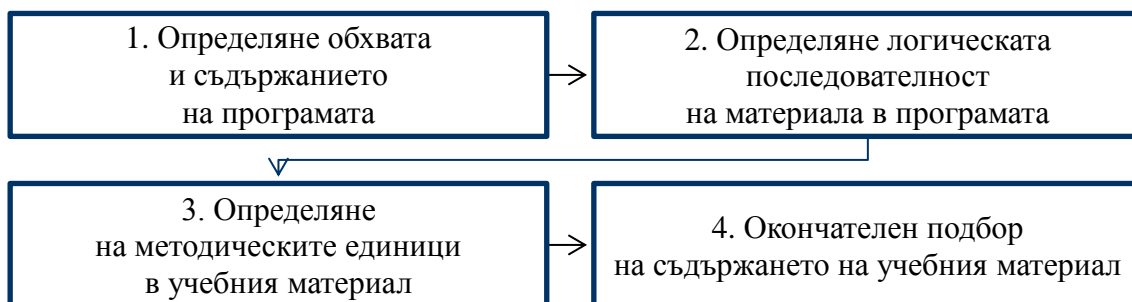 1. Определяне обхвата
и съдържанието
на програмата
2. Определяне логическата
последователност
на материала в програмата
3. Определяне
на методическите единици
в учебния материал
4. Окончателен подбор
на съдържането на учебния материал